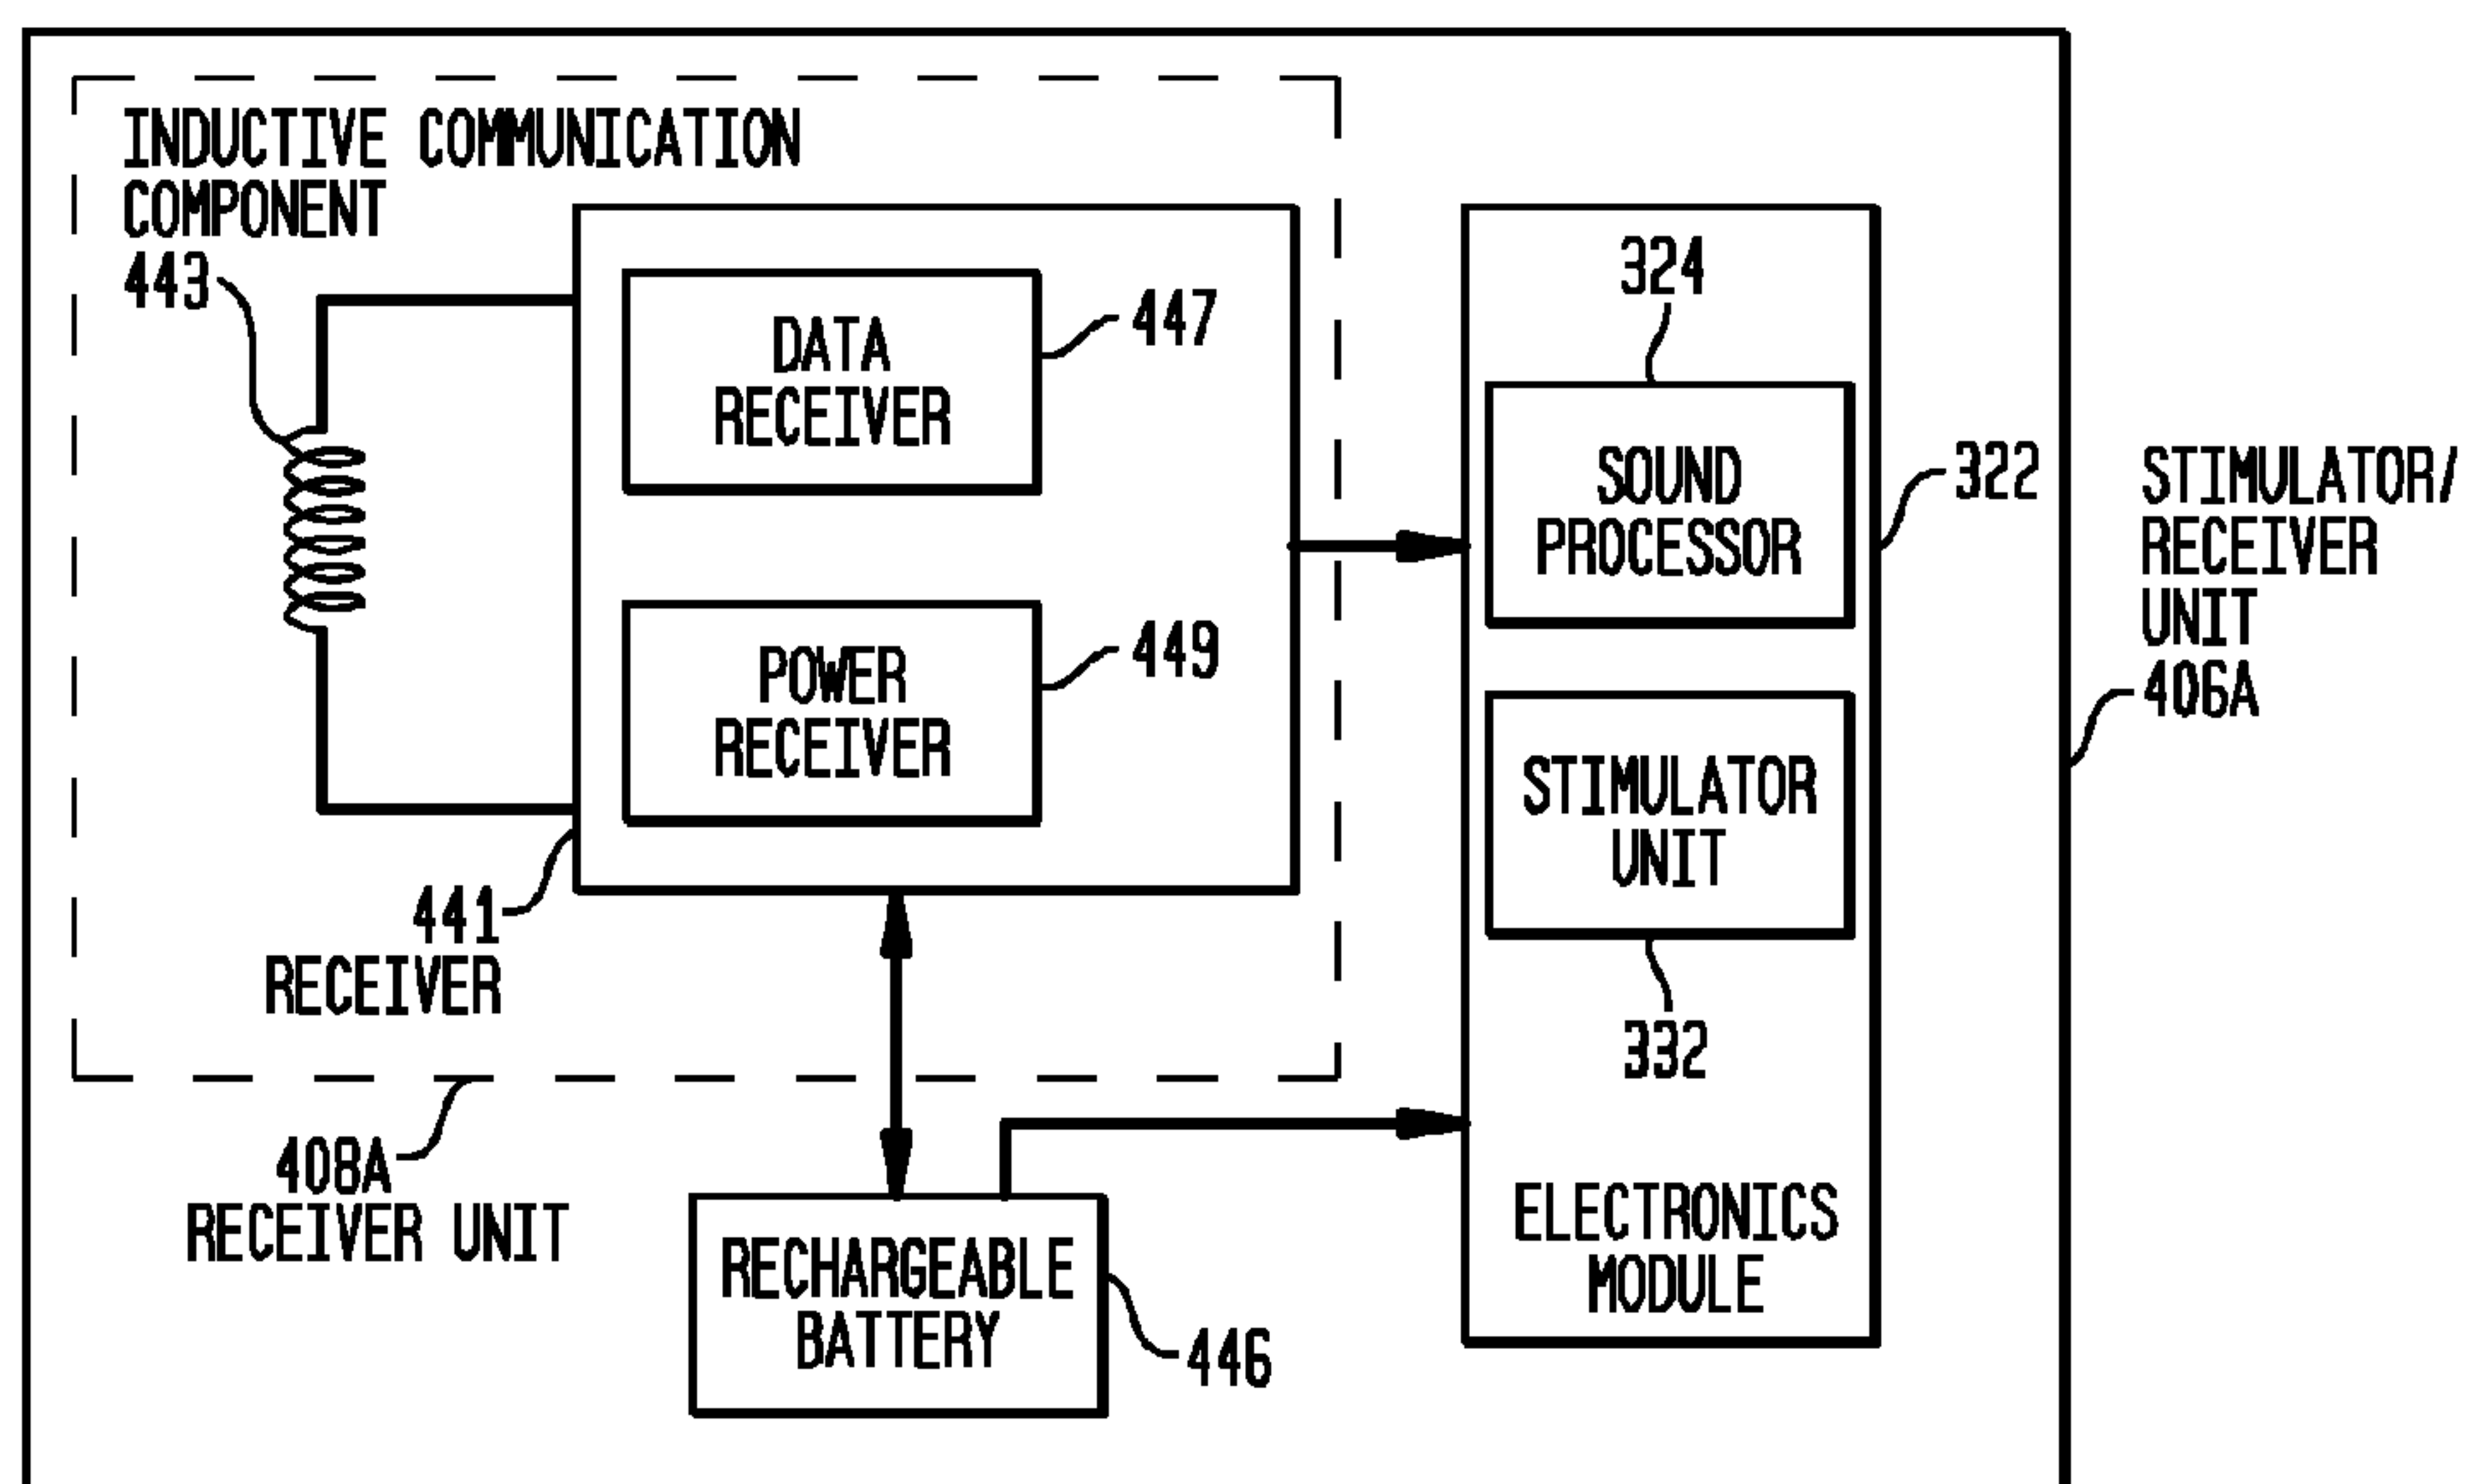 INDUCTIVE COMMUNICATION
COMPONENT
443
DATA
RECEIVER
447
POWER
RECEIVER
449
441
RECEIVER
408A
RECEIVER UNIT
RECHARGEABLE
BATTERY
446
324
SOUND
PROCESSOR
322
STIMULATOR
UNIT
332
ELECTRONICS
MODULE
STIMULATOR/
RECEIVER
UNIT
406A